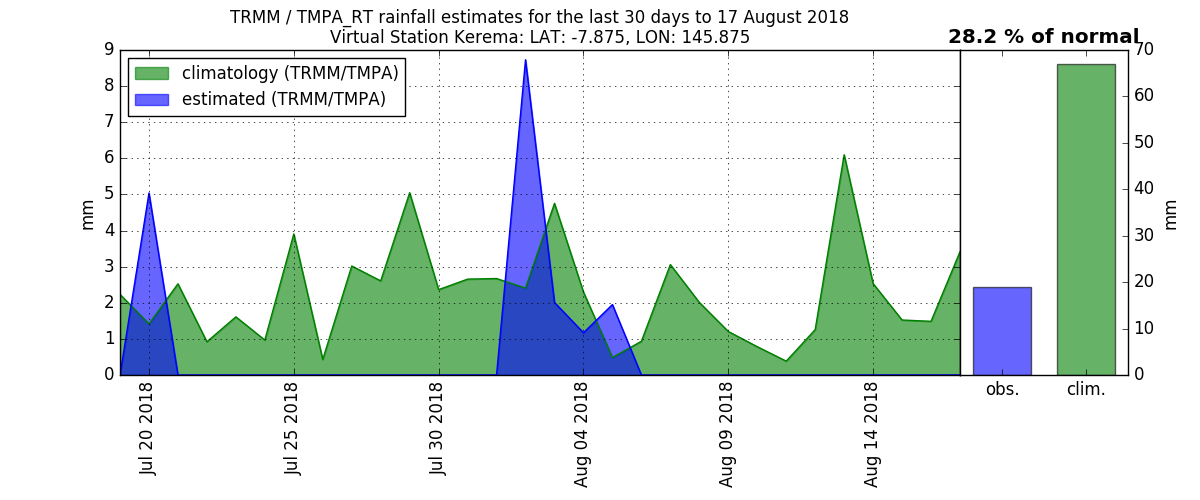 TRMM / TMPA_RT rainfall estimates for the last 30 days to 17 August 2018
Virtual Station Kerema: LAT: -7.875, LON: 145.875
28.2 % of normal
climatology (TRMM/TMPA)
estimated (TRMM/TMPA)
9
8
7
6
5
4
3
2
1
0
mm
Jul 20 2018
Jul 25 2018
Jul 30 2018
Aug 04 2018
Aug 09 2018
Aug 14 2018
70
60
50
40
30
20
10
0
mm
obs.
clim.